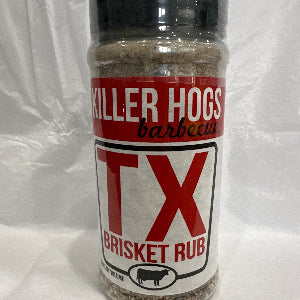 KILLER HOGS
barbecue
TX
BRISKET RUB